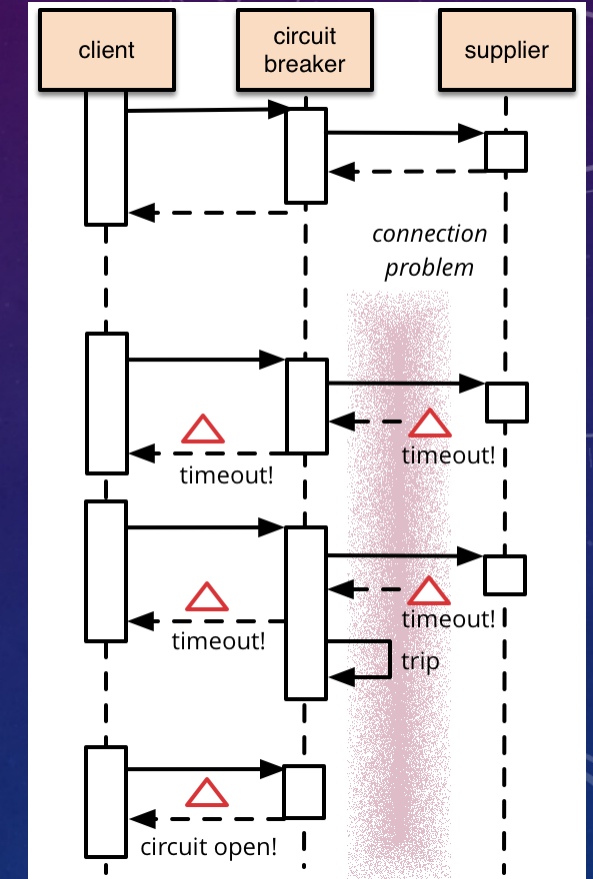 client
circuit
breaker
supplier
connection
problem
timeout!
timeout!
timeout!
timeout!
trip
circuit open!